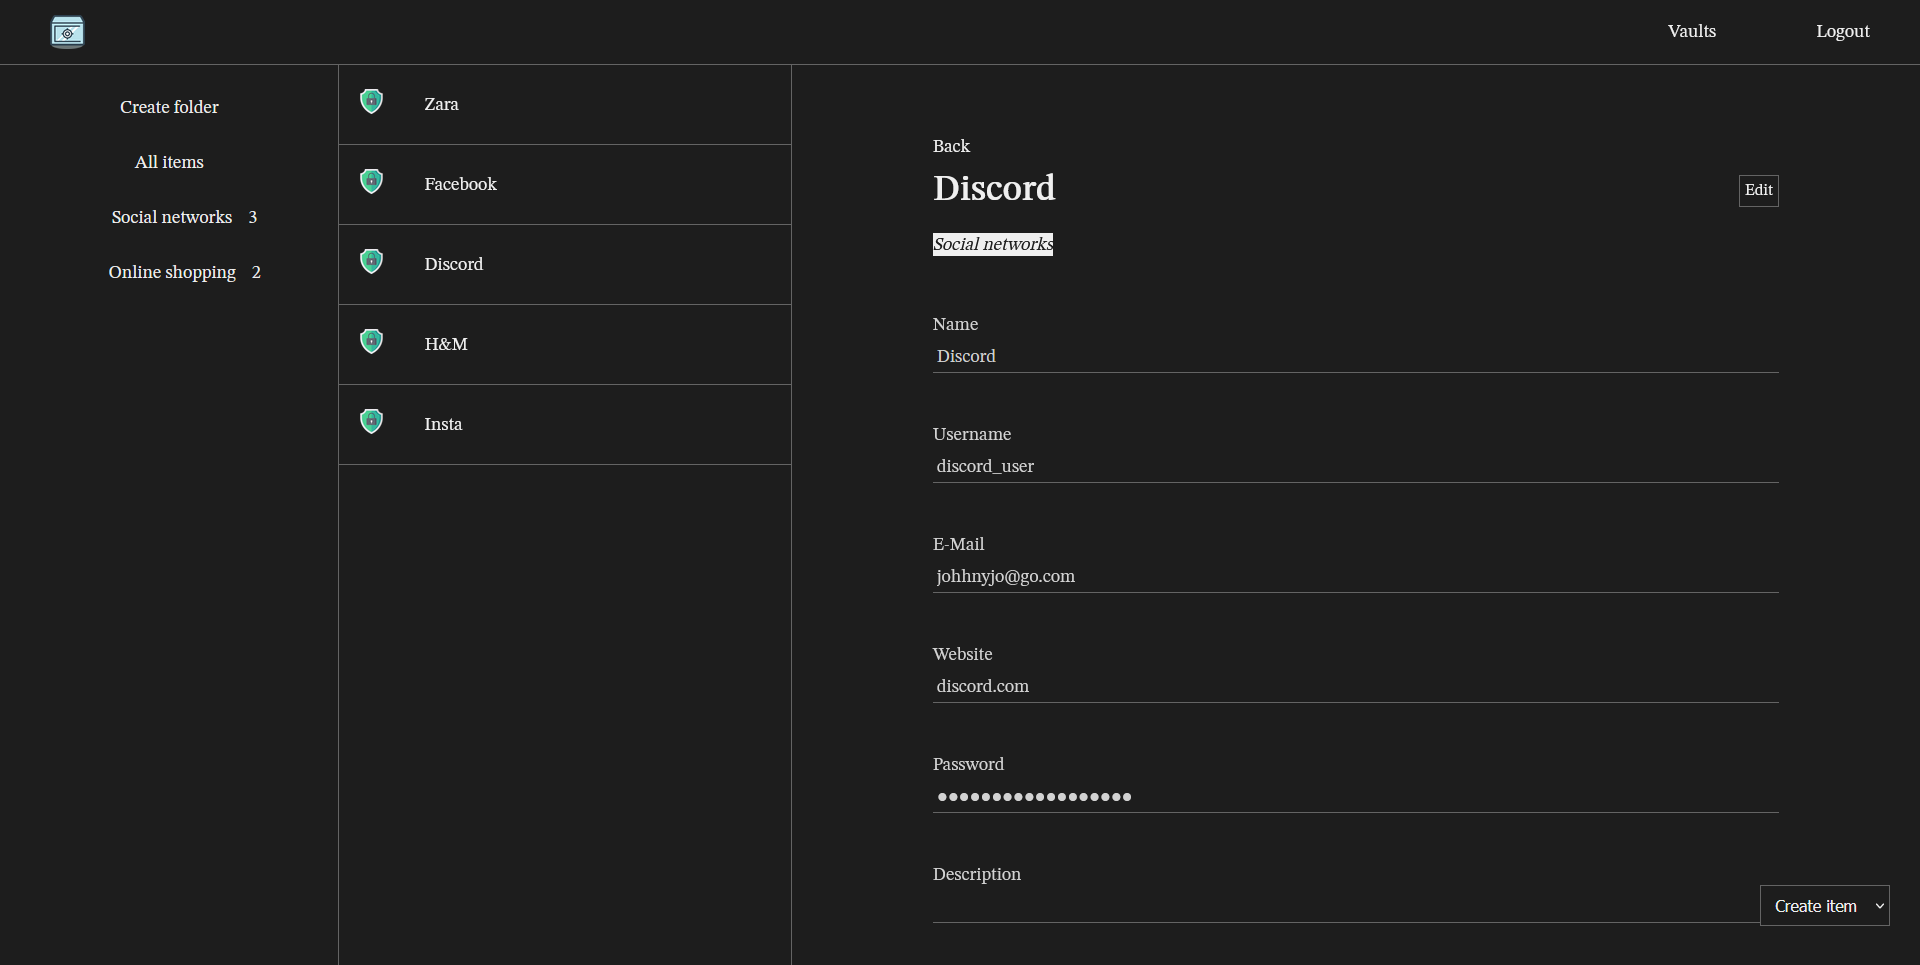 Vaults
Logout
Create folder
All items
Social networks 3
Online shopping 2
Zara
Facebook
Discord
H&M
Insta
Back
Discord
Edit
Social networks
Name
Discord
Username
discord_user
E-Mail
johhnyjo@go.com
Website
discord.com
Password
••••••••••••••••••
Description
Create item